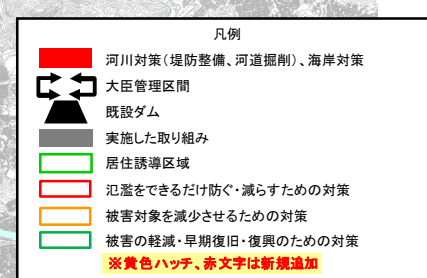 凡例
河川対策(堤防整備、河道掘削)、海岸対策
大臣管理区間
既設ダム
実施した取り組み
居住誘導区域
氾濫をできるだけ防ぐ・減らすための対策
被害対象を減少させるための対策
被害の軽減・早期復旧・復興のための対策
※黄色ハッチ、赤文字は新規追加